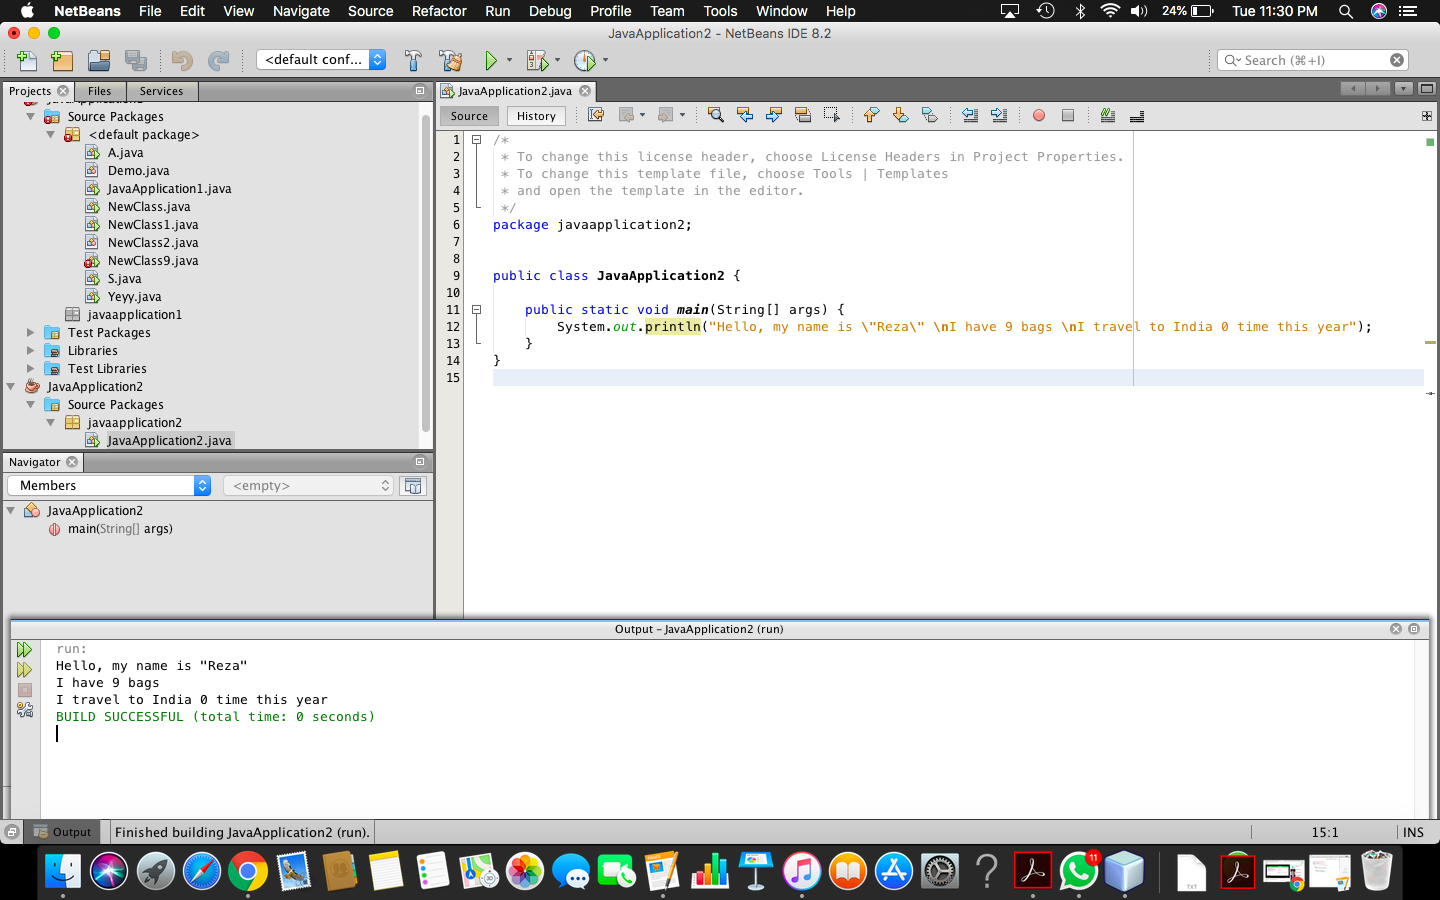 NetBeans File Edit View Navigate Source Refactor Run Debug Profile Team Tools Window Help 24% Tue 11:30 PM
JavaApplication2 - NetBeans IDE 8.2
<default conf... Search (⌘+I)
Projects Files Services
JavaApplication2.java
Source History
Source Packages
<default package>
A.java
Demo.java
JavaApplication1.java
NewClass.java
NewClass1.java
NewClass2.java
NewClass9.java
S.java
Yeyy.java
javaapplication1
Test Packages
Libraries
Test Libraries
JavaApplication2
Source Packages
javaapplication2
JavaApplication2.java
Navigator
Members <empty>
JavaApplication2
main(String[] args)
1 /*
2 * To change this license header, choose License Headers in Project Properties.
3 * To change this template file, choose Tools | Templates
4 * and open the template in the editor.
5 */
6 package javaapplication2;
7
8
9 public class JavaApplication2 {
10
11 public static void main(String[] args) {
12 System.out.println("Hello, my name is \"Reza\" \nI have 9 bags \nI travel to India 0 time this year");
13 }
14 }
15
Output - JavaApplication2 (run)
run:
Hello, my name is "Reza"
I have 9 bags
I travel to India 0 time this year
BUILD SUCCESSFUL (total time: 0 seconds)
Output Finished building JavaApplication2 (run). 15:1 INS
11
TXT